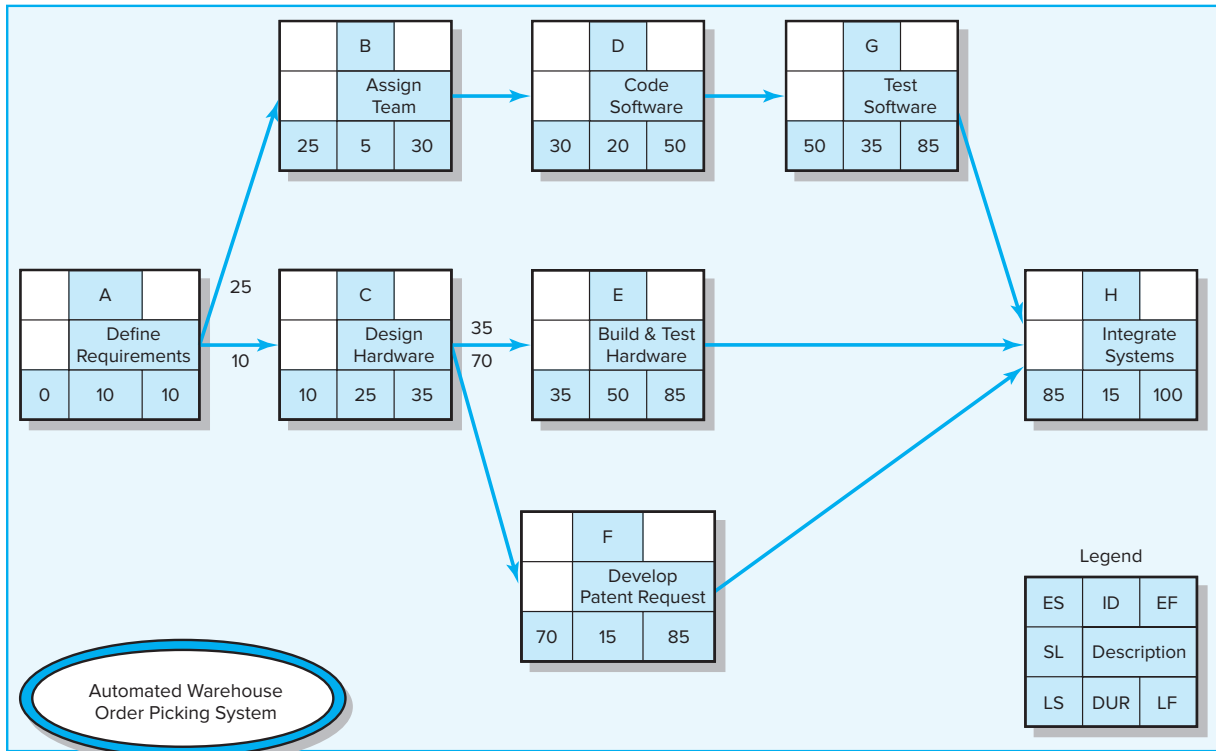 B
Assign
Team
25 5 30
D
Code
Software
30 20 50
G
Test
Software
50 35 85
A
Define
Requirements
0 10 10
25
10
C
Design
Hardware
10 25 35
35
70
E
Build & Test
Hardware
35 50 85
H
Integrate
Systems
85 15 100
F
Develop
Patent Request
70 15 85
Legend
ES ID EF
SL Description
LS DUR LF
Automated Warehouse
Order Picking System